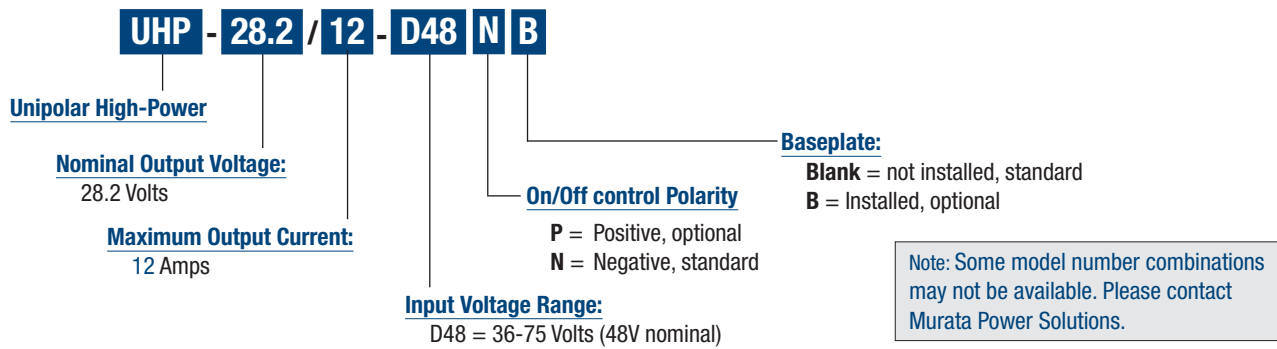 UHP - 28.2 / 12 - D48 N B
Unipolar High-Power
Nominal Output Voltage:
28.2 Volts
Maximum Output Current:
12 Amps
Input Voltage Range:
D48 = 36-75 Volts (48V nominal)
On/Off control Polarity
P = Positive, optional
N = Negative, standard
Baseplate:
Blank = not installed, standard
B = Installed, optional
Note: Some model number combinations
may not be available. Please contact
Murata Power Solutions.